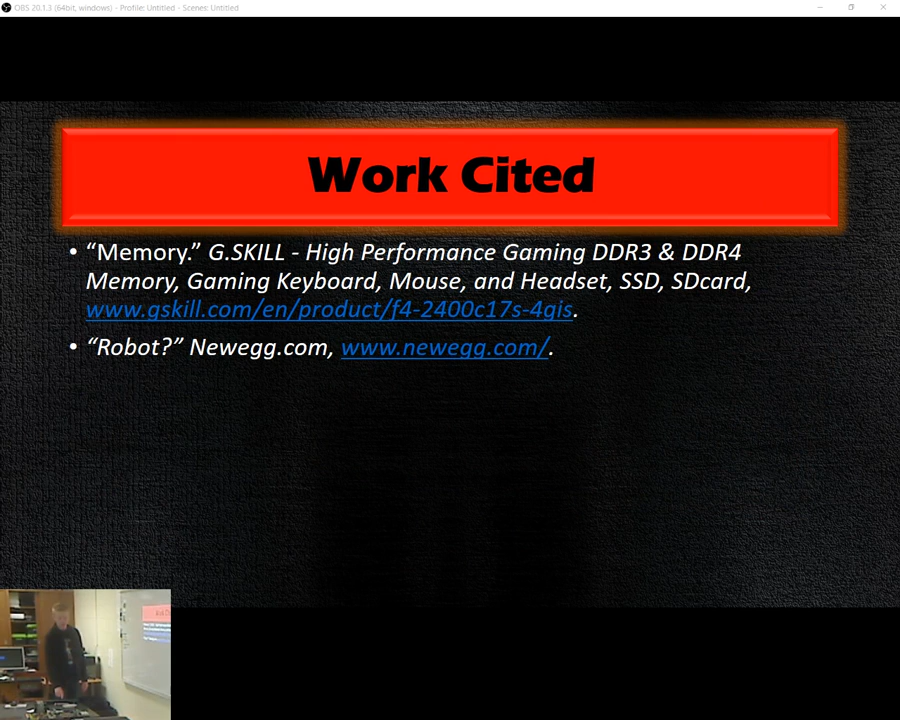 OBS 20.1.3 (64bit, windows) - Profile: Untitled - Scenes: Untitled
Work Cited
• “Memory.” G.SKILL - High Performance Gaming DDR3 & DDR4
Memory, Gaming Keyboard, Mouse, and Headset, SSD, SDcard,
www.gskill.com/en/product/f4-2400c17s-4gis.
• “Robot?” Newegg.com, www.newegg.com/.